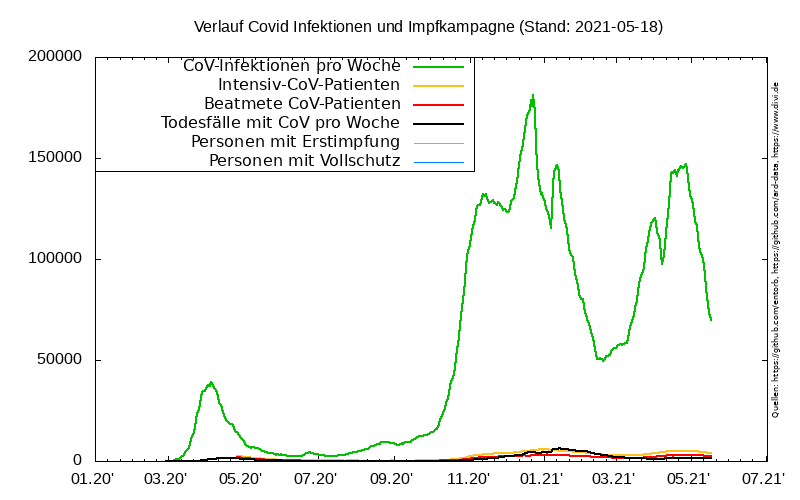 Verlauf Covid Infektionen und Impfkampagne (Stand: 2021-05-18)
200000
150000
100000
50000
0
CoV-Infektionen pro Woche
Intensiv-CoV-Patienten
Beatmete CoV-Patienten
Todesfälle mit CoV pro Woche
Personen mit Erstimpfung
Personen mit Vollschutz
01.20' 03.20' 05.20' 07.20' 09.20' 11.20' 01.21' 03.21' 05.21' 07.21'
Quellen: https://github.com/entorb, https://github.com/ard-data, https://www.divi.de